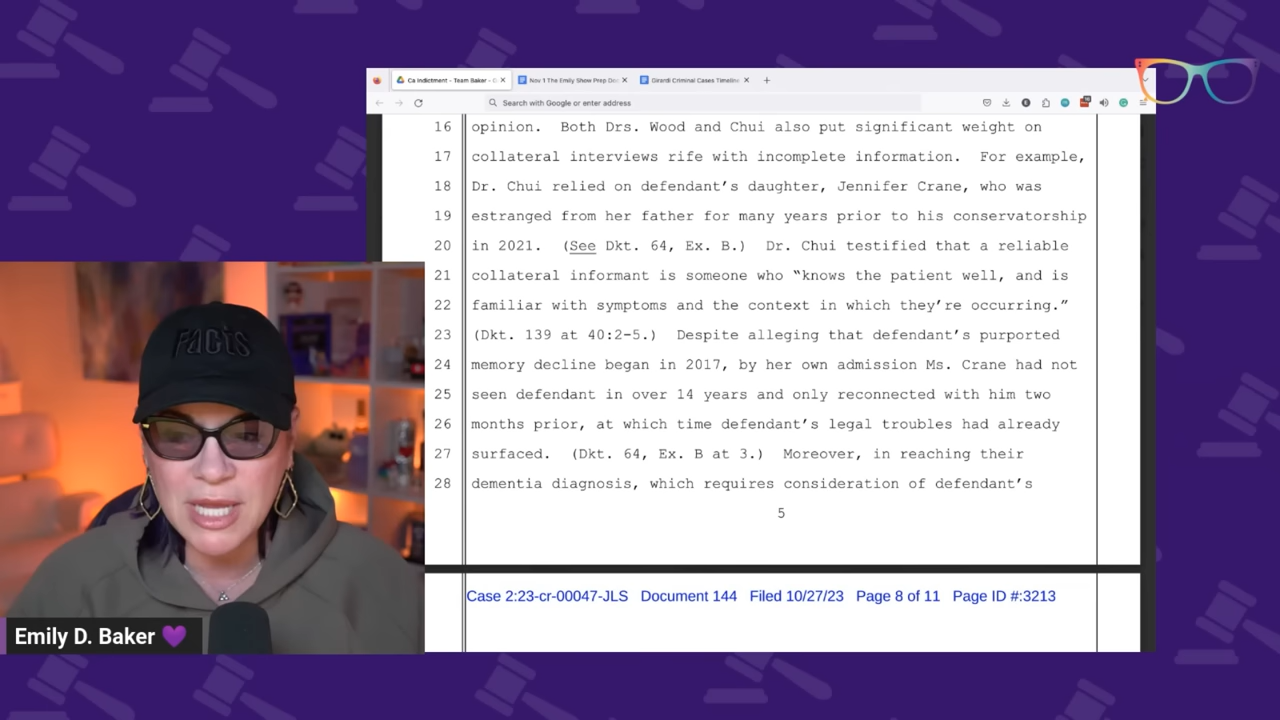 Ca Indictment - Team Baker - G
Nov 1 The Emily Show Prep Doc
Girardi Criminal Cases Timeline
Search with Google or enter address
16 opinion. Both Drs. Wood and Chui also put significant weight on
17 collateral interviews rife with incomplete information. For example,
18 Dr. Chui relied on defendant's daughter, Jennifer Crane, who was
19 estranged from her father for many years prior to his conservatorship
20 in 2021. (See Dkt. 64, Ex. B.) Dr. Chui testified that a reliable
21 collateral informant is someone who “knows the patient well, and is
22 familiar with symptoms and the context in which they're occurring.”
23 (Dkt. 139 at 40:2-5.) Despite alleging that defendant's purported
24 memory decline began in 2017, by her own admission Ms. Crane had not
25 seen defendant in over 14 years and only reconnected with him two
26 months prior, at which time defendant's legal troubles had already
27 surfaced. (Dkt. 64, Ex. B at 3.) Moreover, in reaching their
28 dementia diagnosis, which requires consideration of defendant's
5
Case 2:23-cr-00047-JLS Document 144 Filed 10/27/23 Page 8 of 11 Page ID #:3213
FACTS
Emily D. Baker 💜